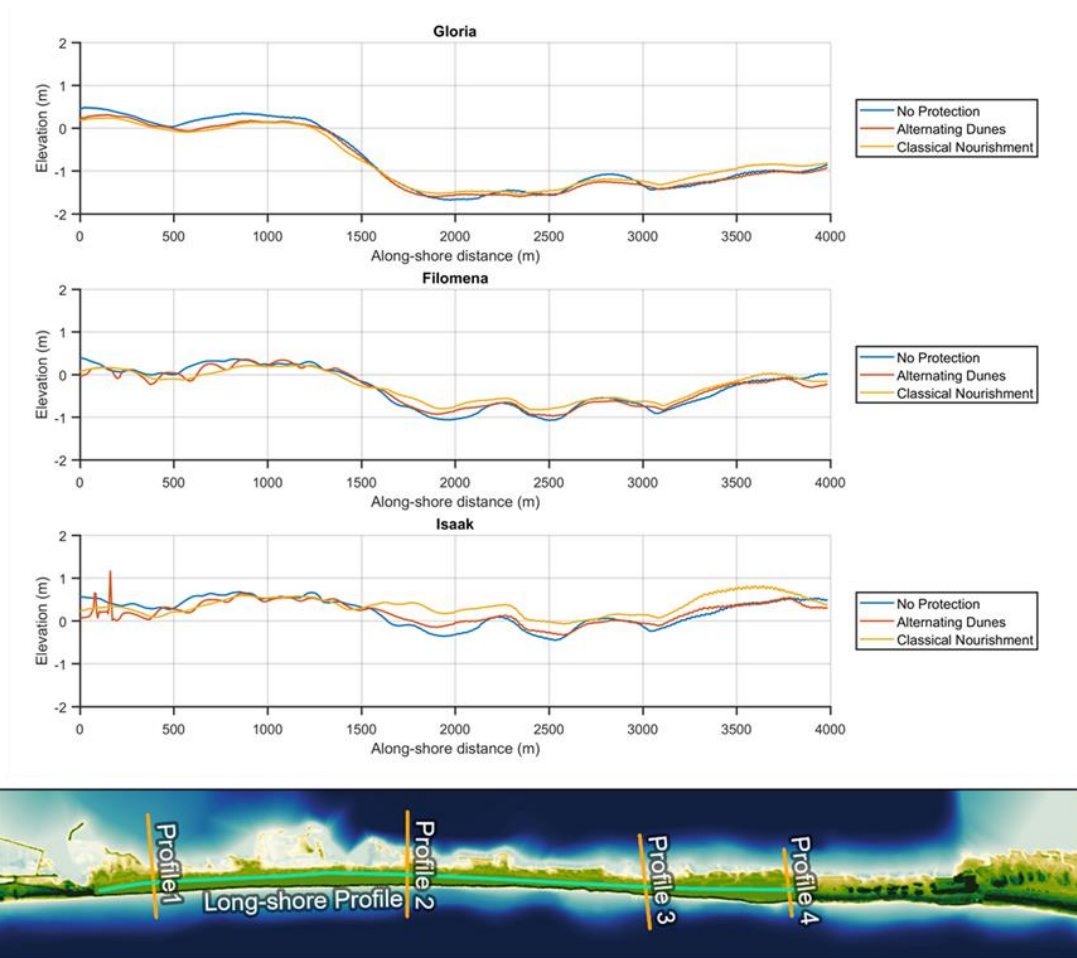 Gloria
2
1
0
-1
-2
Elevation (m)
0 500 1000 1500 2000 2500 3000 3500 4000
Along-shore distance (m)
No Protection
Alternating Dunes
Classical Nourishment
Filomena
2
1
0
-1
-2
Elevation (m)
0 500 1000 1500 2000 2500 3000 3500 4000
Along-shore distance (m)
No Protection
Alternating Dunes
Classical Nourishment
Isaak
2
1
0
-1
-2
Elevation (m)
0 500 1000 1500 2000 2500 3000 3500 4000
Along-shore distance (m)
No Protection
Alternating Dunes
Classical Nourishment
Profile1
Long-shore Profile
Profile 2
Profile 3
Profile 4